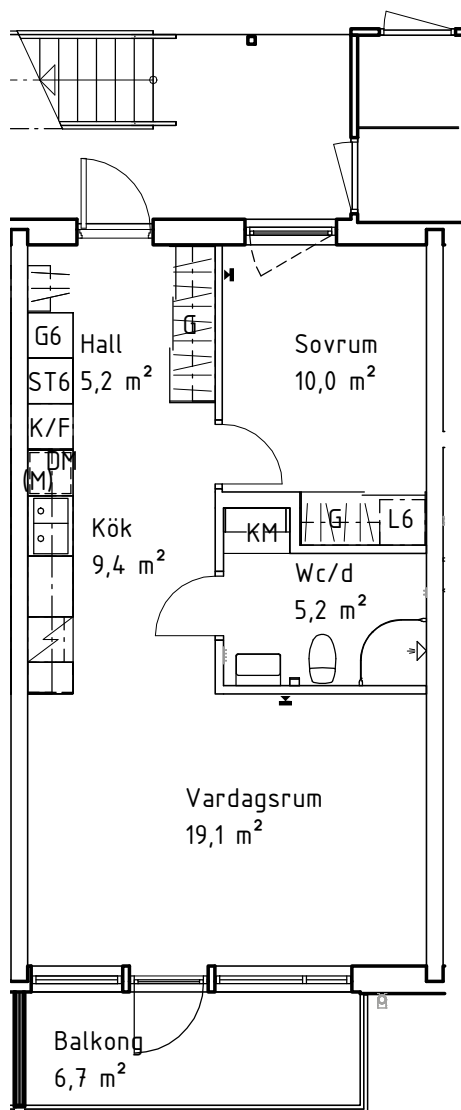 G6
Hall
5,2 m²
G
Sovrum
10,0 m²
ST6
K/F
DM
(M)
Kök
9,4 m²
KM
G
L6
Wc/d
5,2 m²
Vardagsrum
19,1 m²
Balkong
6,7 m²